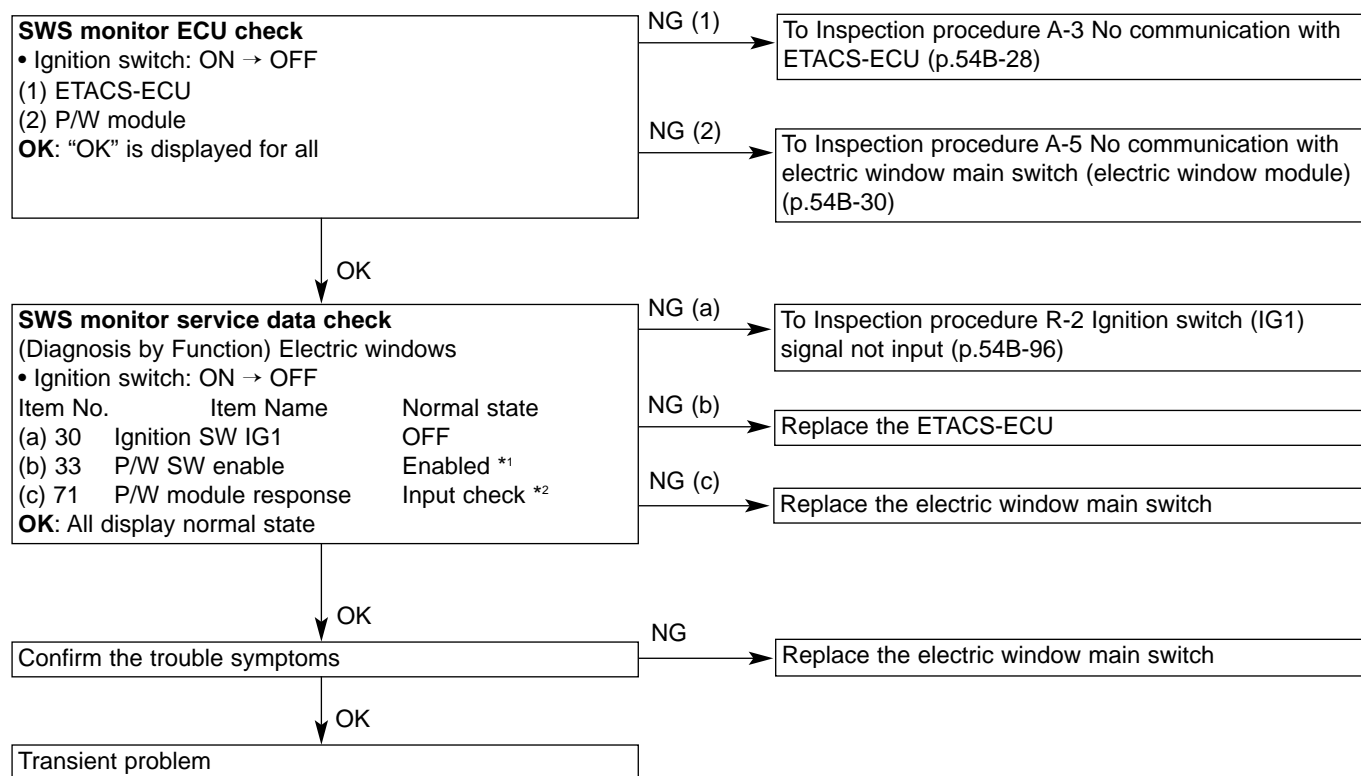 SWS monitor ECU check
• Ignition switch: ON → OFF
(1) ETACS-ECU
(2) P/W module
OK: “OK” is displayed for all
NG (1)
To Inspection procedure A-3 No communication with
ETACS-ECU (p.54B-28)
NG (2)
To Inspection procedure A-5 No communication with
electric window main switch (electric window module)
(p.54B-30)
OK
SWS monitor service data check
(Diagnosis by Function) Electric windows
• Ignition switch: ON → OFF
Item No. Item Name Normal state
(a) 30 Ignition SW IG1 OFF
(b) 33 P/W SW enable Enabled *1
(c) 71 P/W module response Input check *2
OK: All display normal state
NG (a)
To Inspection procedure R-2 Ignition switch (IG1)
signal not input (p.54B-96)
NG (b)
Replace the ETACS-ECU
NG (c)
Replace the electric window main switch
OK
Confirm the trouble symptoms
NG
Replace the electric window main switch
OK
Transient problem